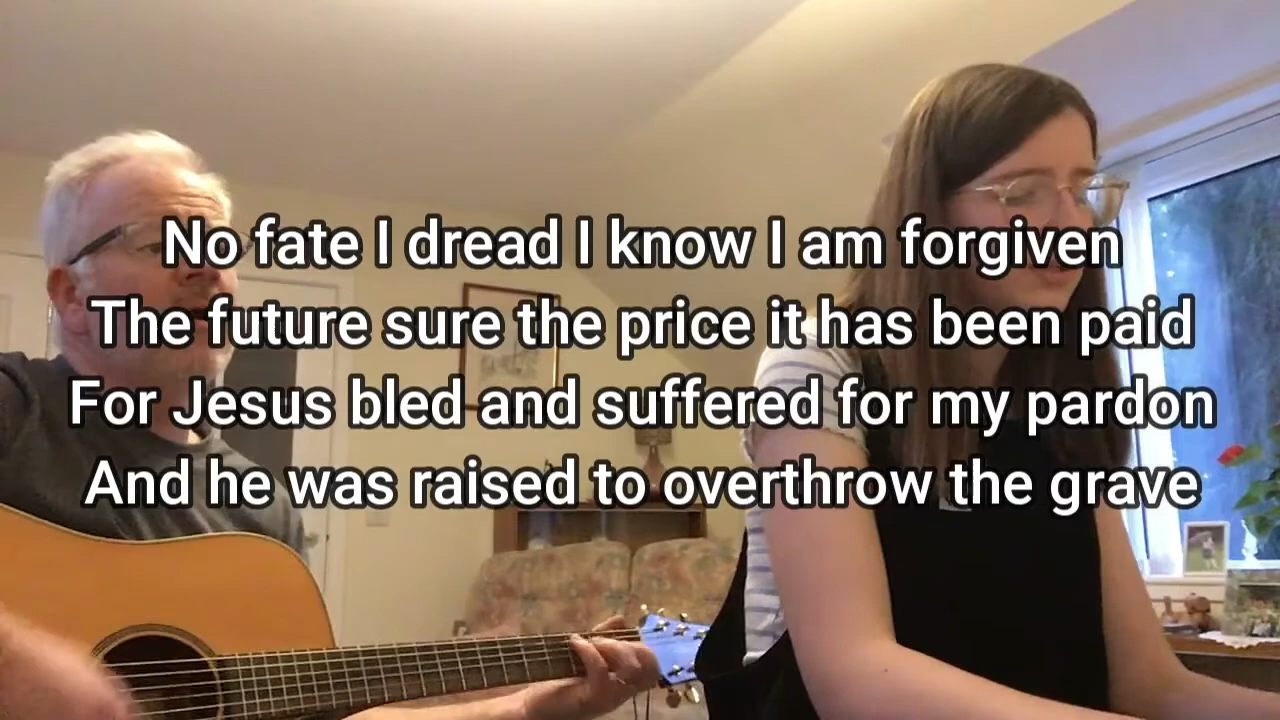 No fate I dread I know I am forgiven
The future sure the price it has been paid
For Jesus bled and suffered for my pardon
And he was raised to overthrow the grave